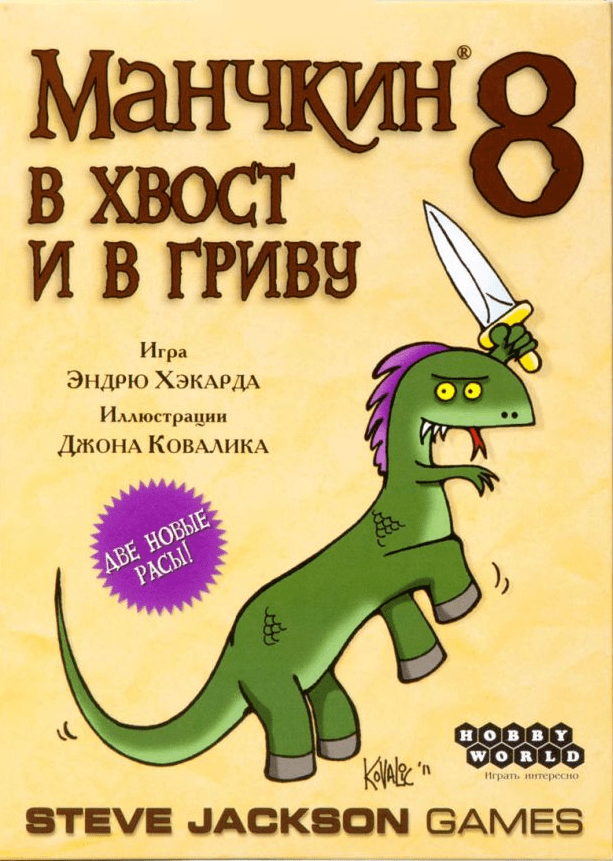 Манчкин® 8
В ХВОСТ
И В ГРИВУ
Игра
Эндрю Хэкарда
Иллюстрации
Джона Ковалика
ДВЕ НОВЫЕ
РАСЫ!
KOVALIC '11
HOBBY
WORLD
Играть интересно
STEVE JACKSON GAMES